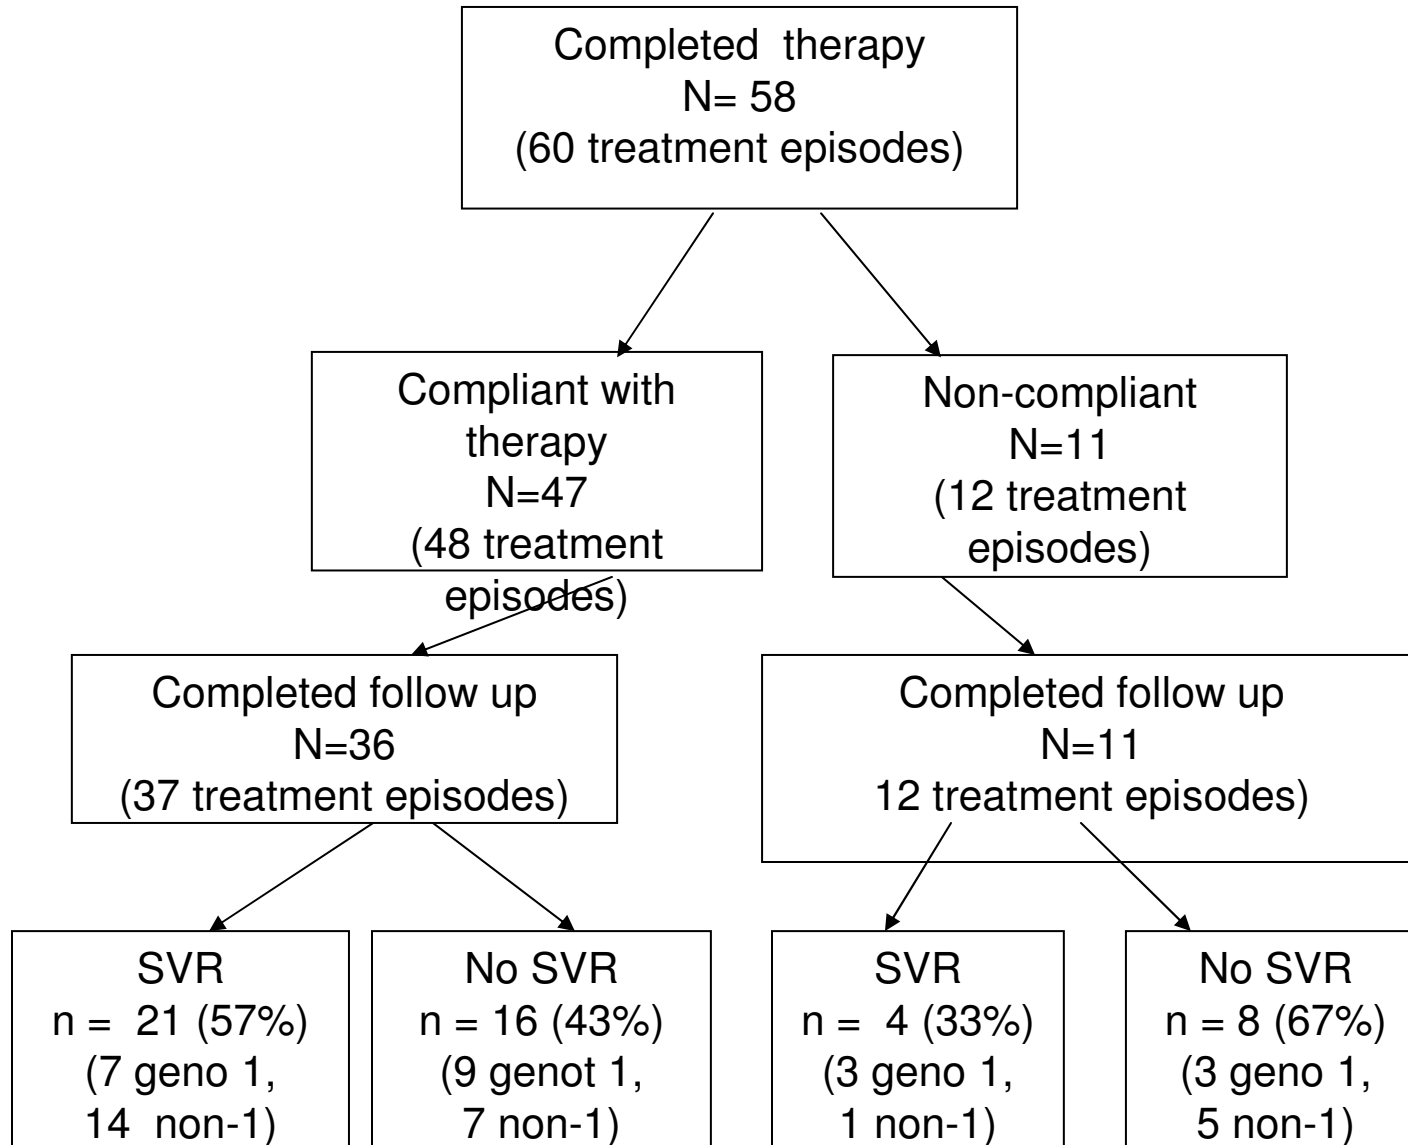 Completed therapy
N= 58
(60 treatment episodes)
Compliant with
therapy
N=47
(48 treatment
episodes)
Non-compliant
N=11
(12 treatment
episodes)
Completed follow up
N=36
(37 treatment episodes)
Completed follow up
N=11
12 treatment episodes)
SVR
n = 21 (57%)
(7 geno 1,
14 non-1)
No SVR
n = 16 (43%)
(9 genot 1,
7 non-1)
SVR
n = 4 (33%)
(3 geno 1,
1 non-1)
No SVR
n = 8 (67%)
(3 geno 1,
5 non-1)